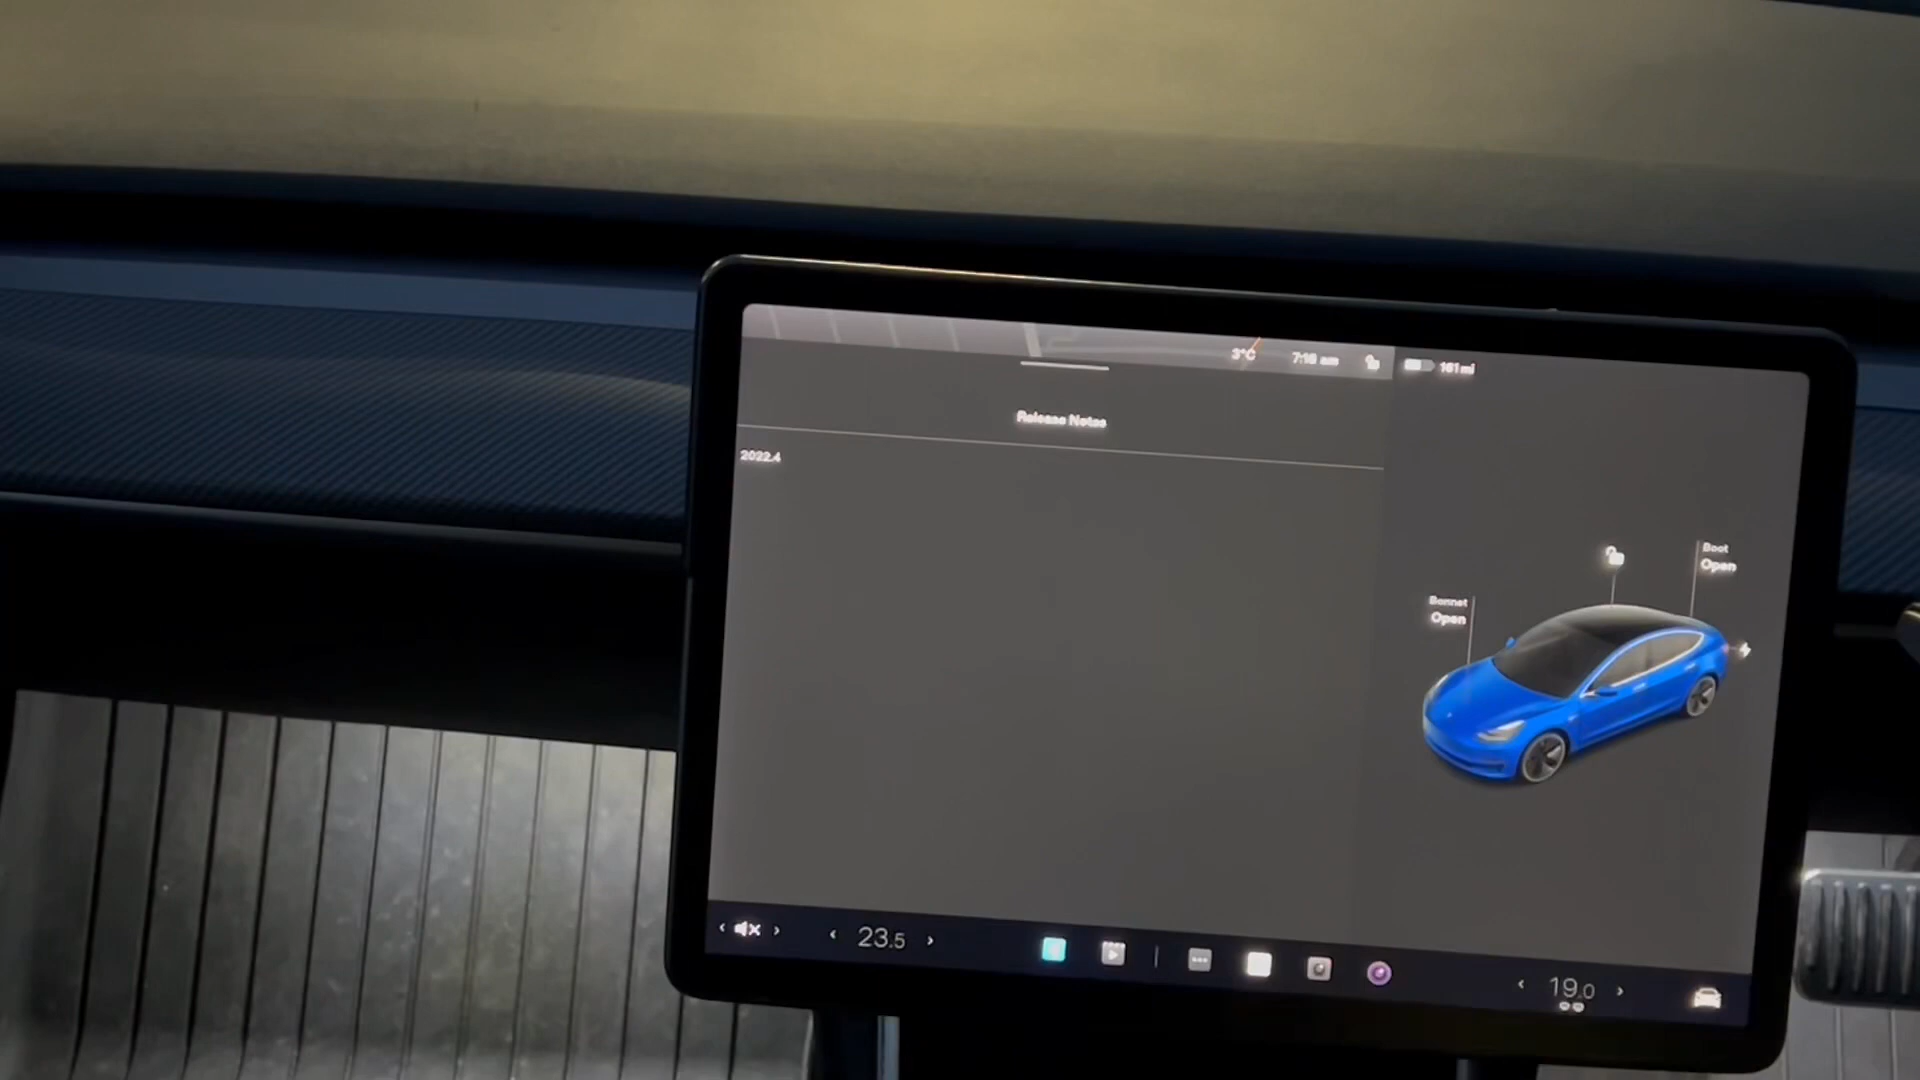 3°C 7:18 am 161 mi
Release Notes
2022.4
Boot
Open
Bonnet
Open
23.5
19.0